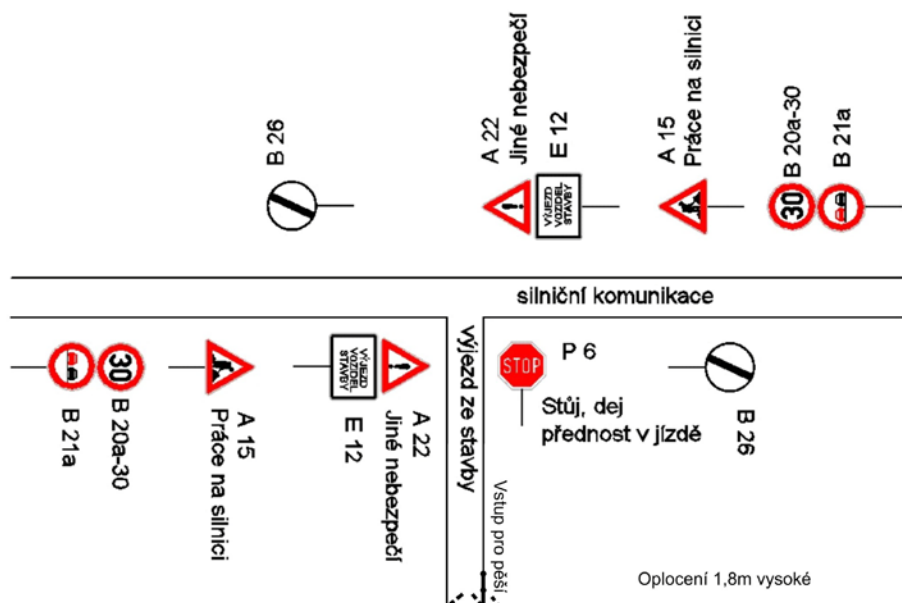 B 26
A 22
Jiné nebezpečí
E 12
VÝJEZD
VOZIDEL
STAVBY
A 15
Práce na silnici
30
B 20a-30
B 21a
silniční komunikace
B 21a
30
B 20a-30
A 15
Práce na silnici
VÝJEZD
VOZIDEL
STAVBY
E 12
A 22
Jiné nebezpečí
výjezd ze stavby
STOP
P 6
Stůj, dej
přednost v jízdě
B 26
Vstup pro pěší
Oplocení 1,8m vysoké